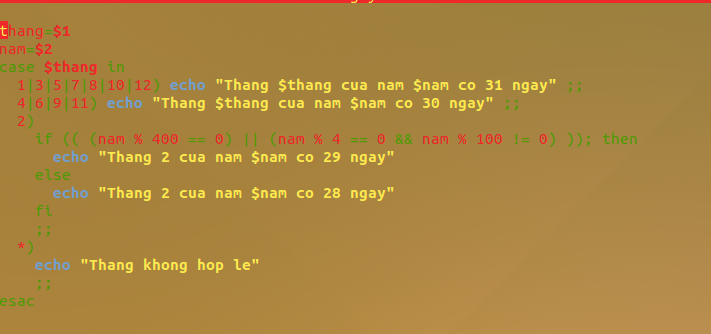 thang=$1
nam=$2
case $thang in
  1|3|5|7|8|10|12) echo "Thang $thang cua nam $nam co 31 ngay" ;;
  4|6|9|11) echo "Thang $thang cua nam $nam co 30 ngay" ;;
  2)
    if (( (nam % 400 == 0) || (nam % 4 == 0 && nam % 100 != 0) )); then
      echo "Thang 2 cua nam $nam co 29 ngay"
    else
      echo "Thang 2 cua nam $nam co 28 ngay"
    fi
    ;;
  *)
    echo "Thang khong hop le"
    ;;
esac